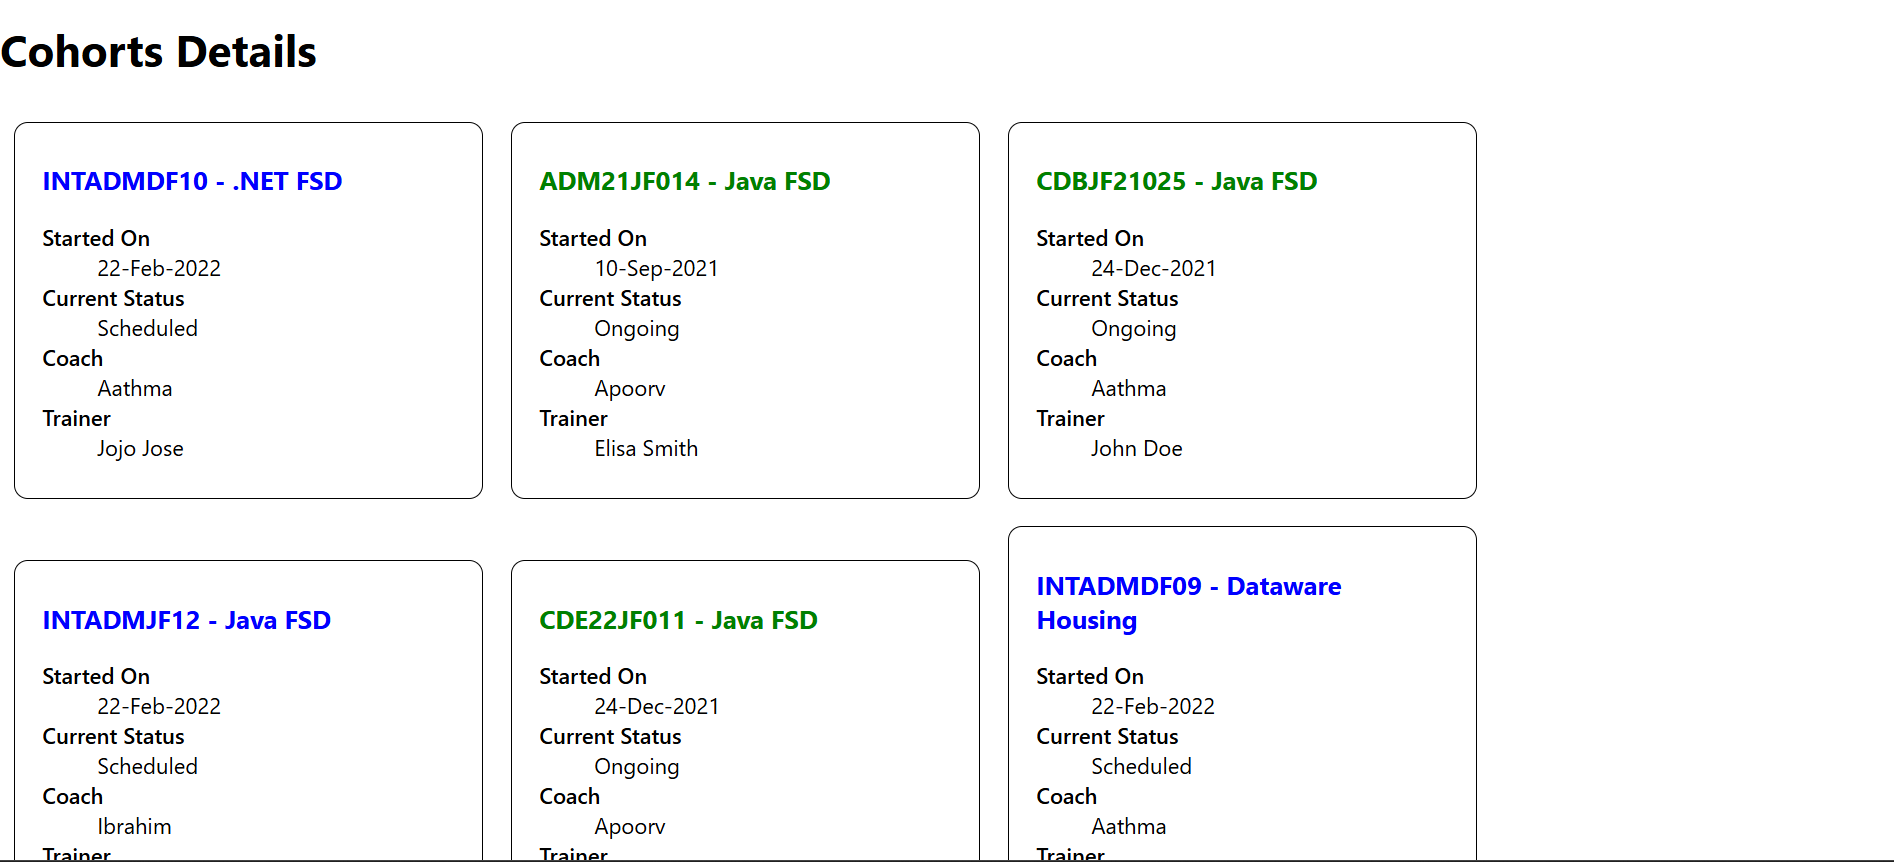 Cohorts Details
INTADMDF10 - .NET FSD
Started On
22-Feb-2022
Current Status
Scheduled
Coach
Aathma
Trainer
Jojo Jose
ADM21JF014 - Java FSD
Started On
10-Sep-2021
Current Status
Ongoing
Coach
Apoorv
Trainer
Elisa Smith
CDBJF21025 - Java FSD
Started On
24-Dec-2021
Current Status
Ongoing
Coach
Aathma
Trainer
John Doe
INTADMJF12 - Java FSD
Started On
22-Feb-2022
Current Status
Scheduled
Coach
Ibrahim
Trainer
CDE22JF011 - Java FSD
Started On
24-Dec-2021
Current Status
Ongoing
Coach
Apoorv
Trainer
INTADMDF09 - Dataware
Housing
Started On
22-Feb-2022
Current Status
Scheduled
Coach
Aathma
Trainer